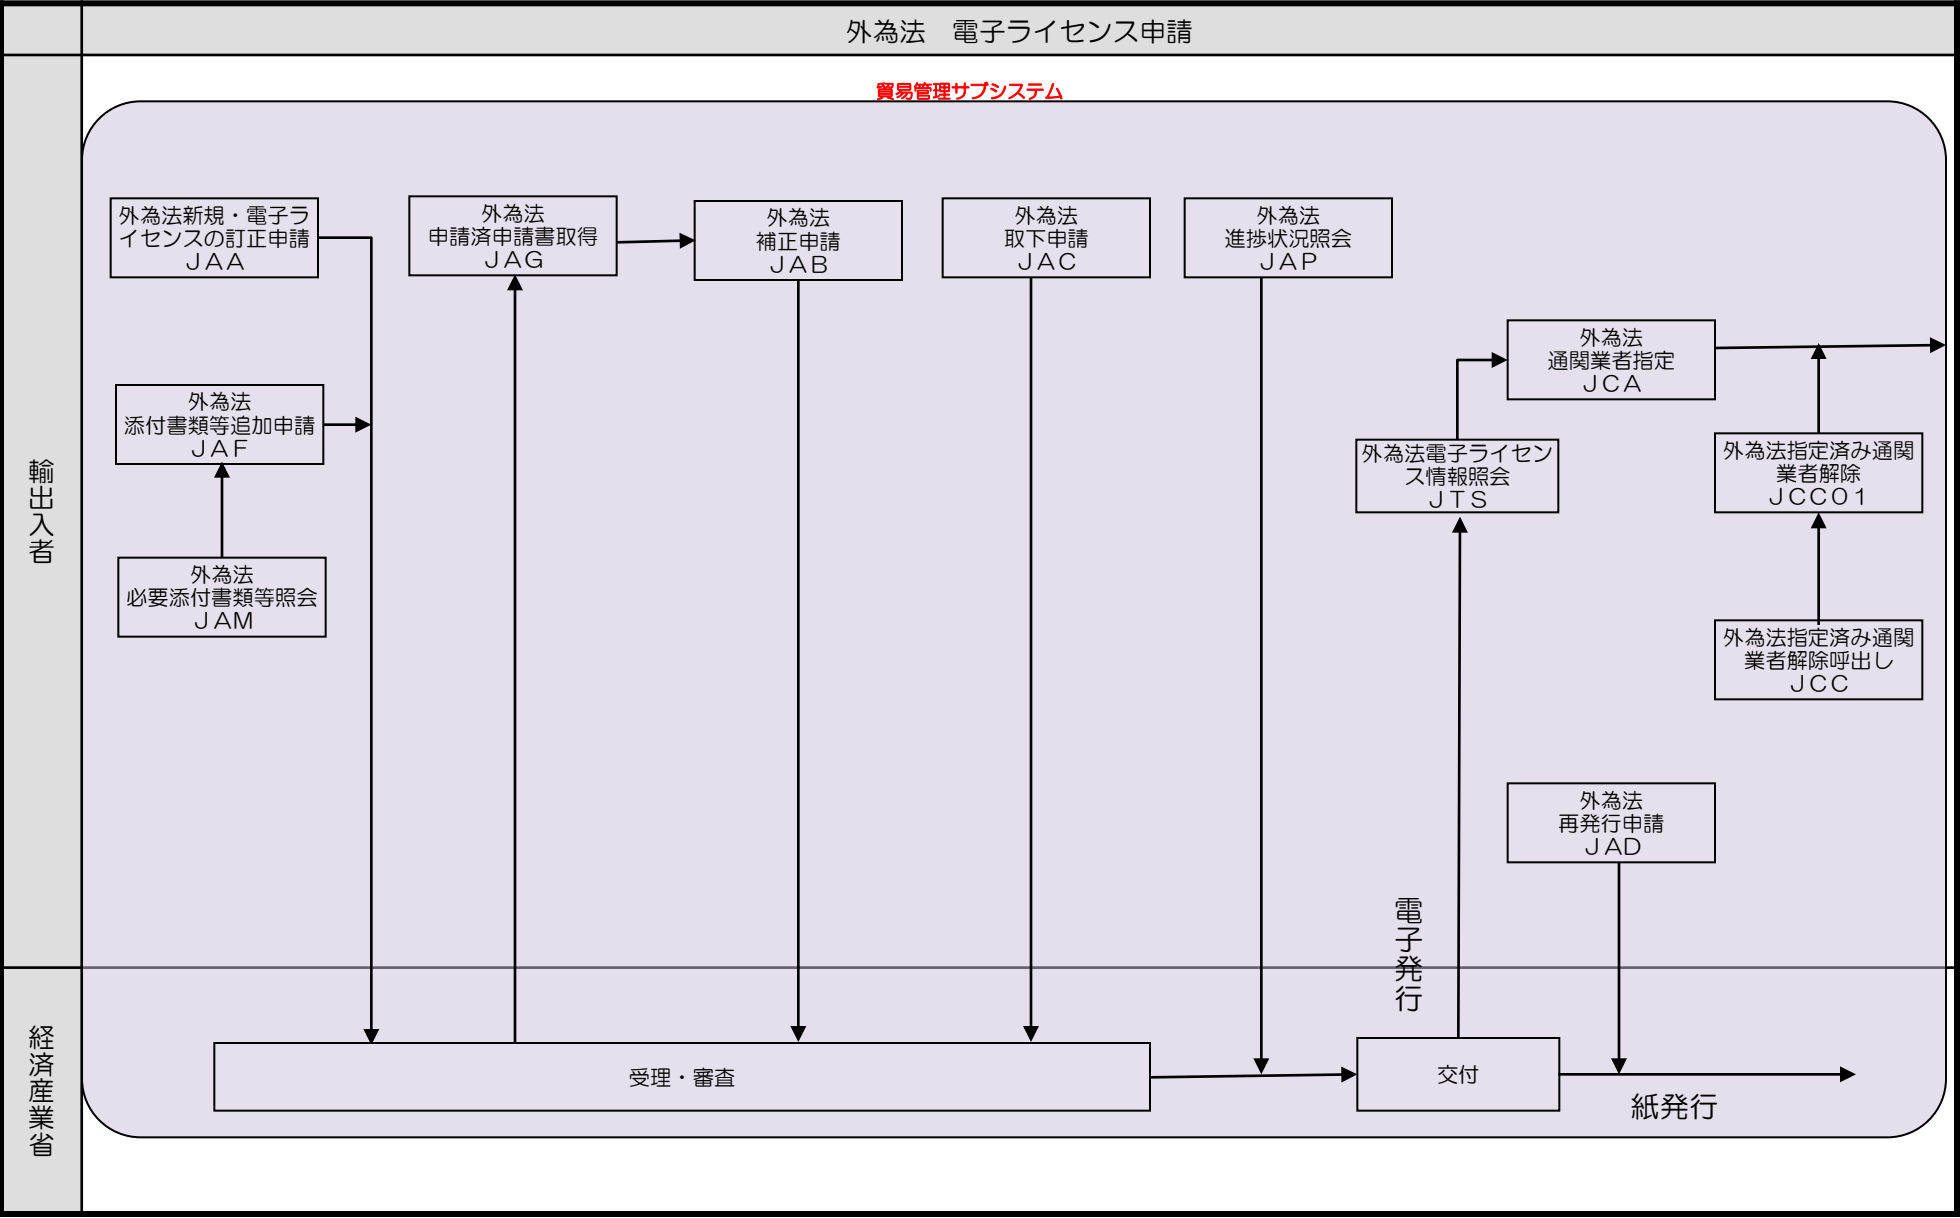 外為法　電子ライセンス申請
貿易管理サブシステム
輸出入者
外為法新規・電子ラ
イセンスの訂正申請
ＪＡＡ
外為法
申請済申請書取得
ＪＡＧ
外為法
補正申請
ＪＡＢ
外為法
取下申請
ＪＡＣ
外為法
進捗状況照会
ＪＡＰ
外為法
通関業者指定
ＪＣＡ
外為法
添付書類等追加申請
ＪＡＦ
外為法電子ライセン
ス情報照会
ＪＴＳ
外為法指定済み通関
業者解除
ＪＣＣ０１
外為法
必要添付書類等照会
ＪＡＭ
外為法指定済み通関
業者解除呼出し
ＪＣＣ
外為法
再発行申請
ＪＡＤ
電子発行
経済産業省
受理・審査
交付
紙発行